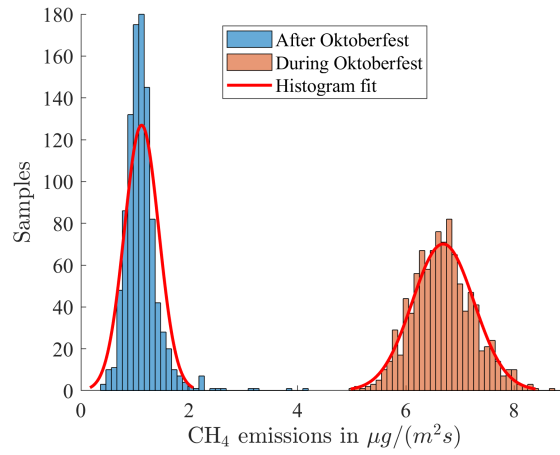 180
160
140
120
100
80
60
40
20
0
Samples
After Oktoberfest
During Oktoberfest
Histogram fit
0 2 4 6 8
CH₄ emissions in μg/(m²s)